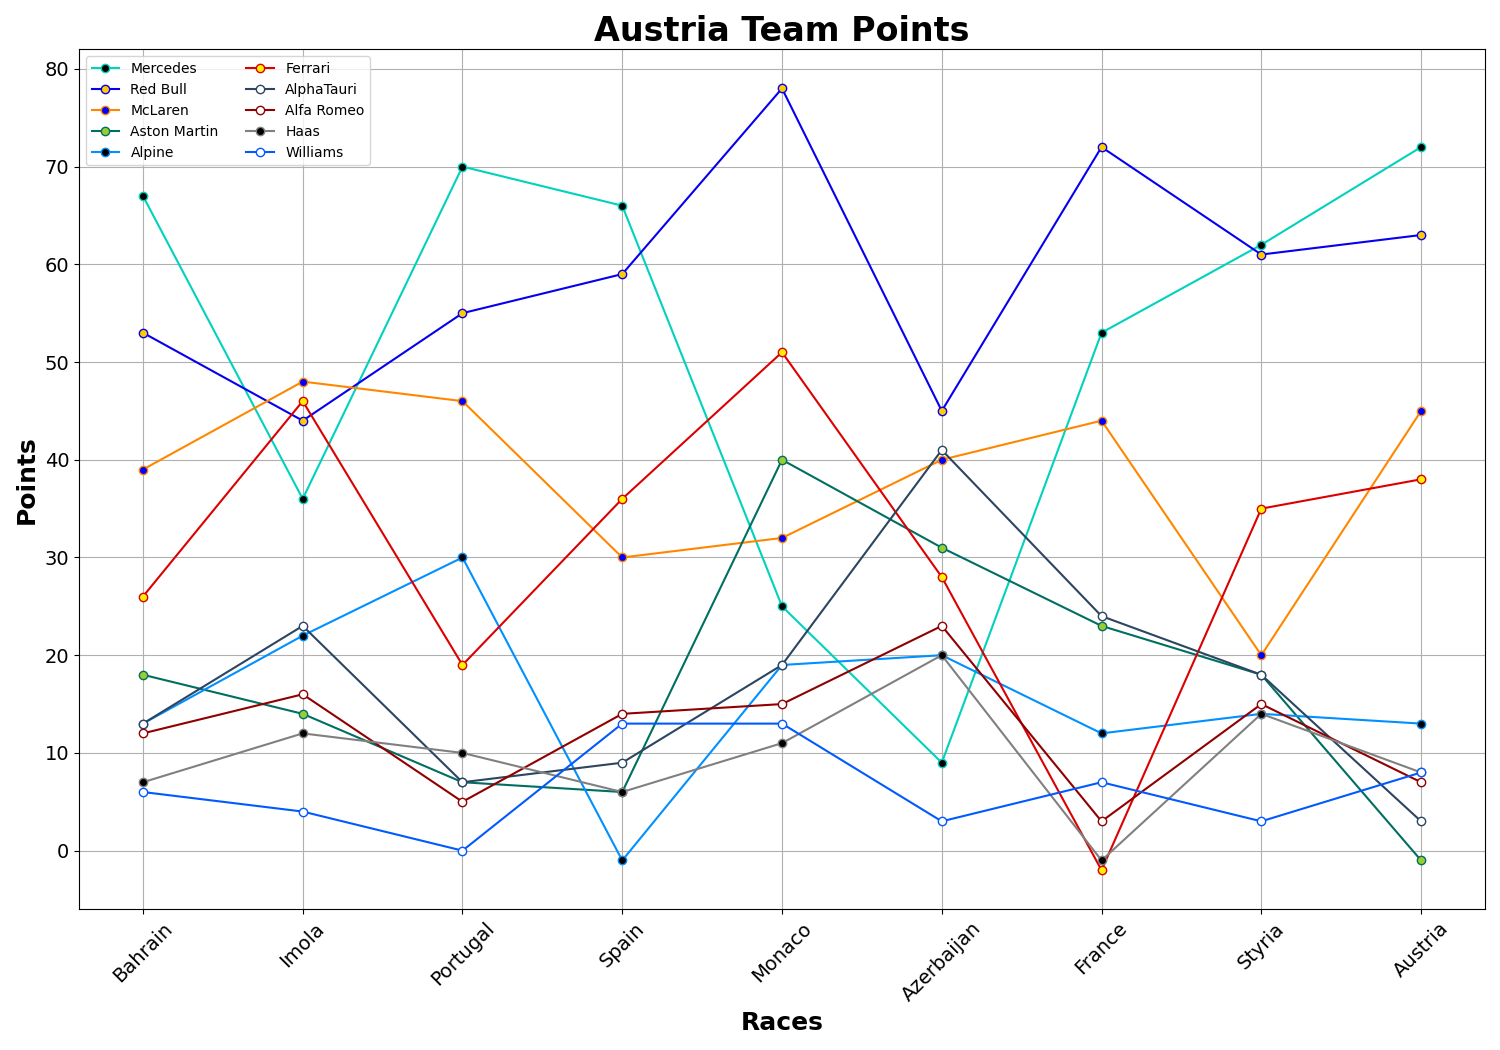 Austria Team Points
Mercedes
Red Bull
McLaren
Aston Martin
Alpine
Ferrari
AlphaTauri
Alfa Romeo
Haas
Williams
Points
80
70
60
50
40
30
20
10
0
Bahrain
Imola
Portugal
Spain
Monaco
Azerbaijan
France
Styria
Austria
Races